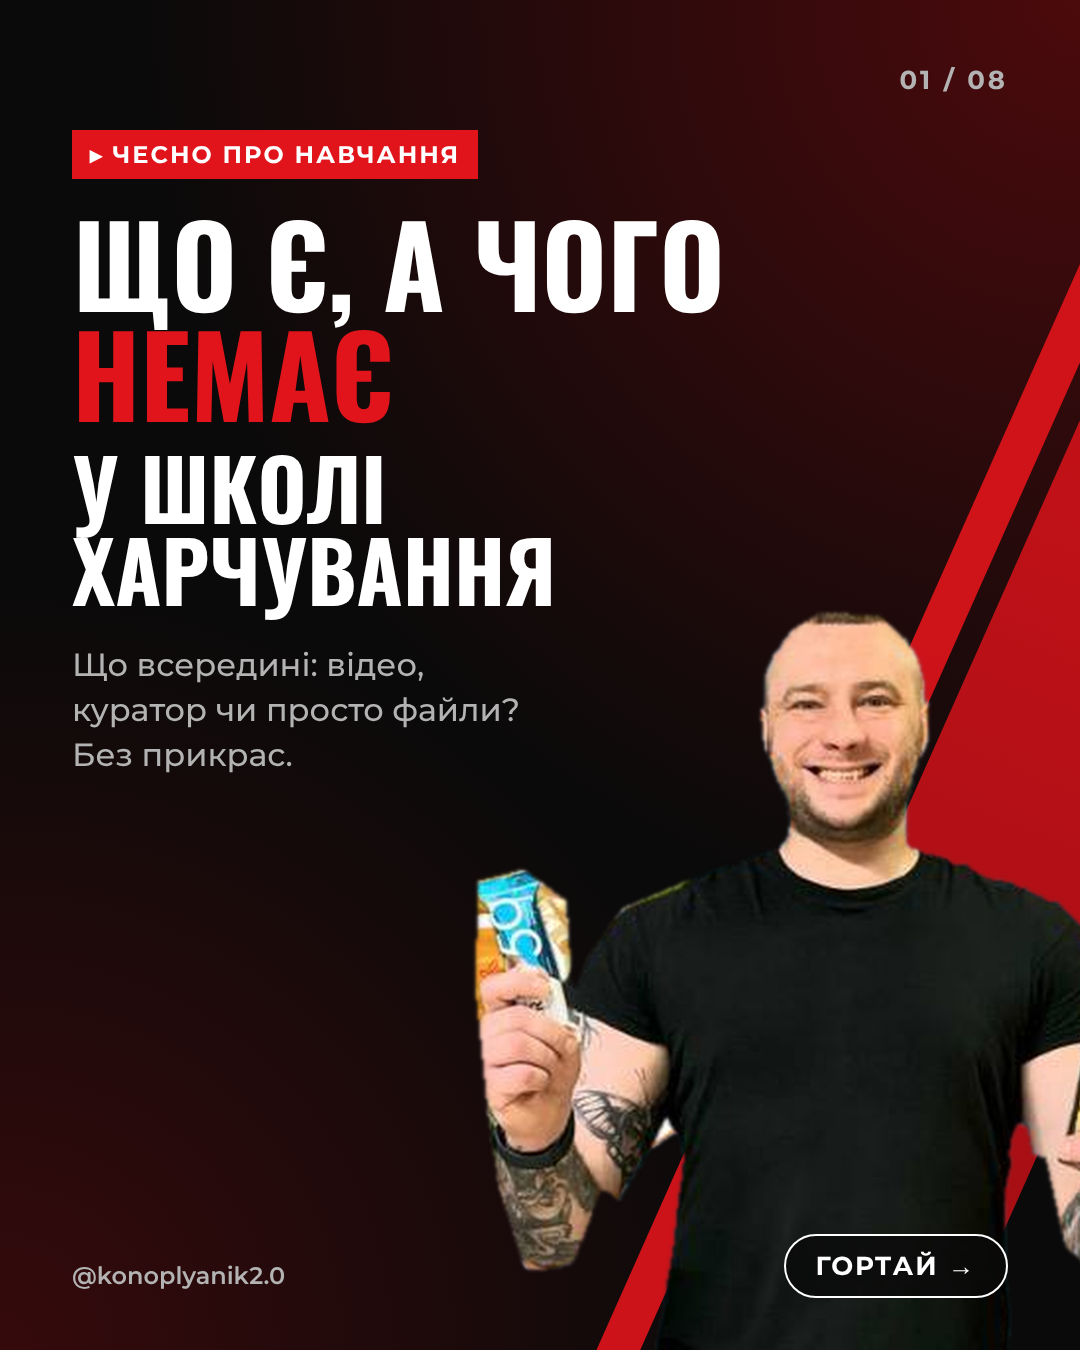 01 / 08
▸ ЧЕСНО ПРО НАВЧАННЯ
ЩО Є, А ЧОГО
НЕМАЄ
У ШКОЛІ
ХАРЧУВАННЯ
Що всередині: відео,
куратор чи просто файли?
Без прикрас.
@konoplyanik2.0
ГОРТАЙ →